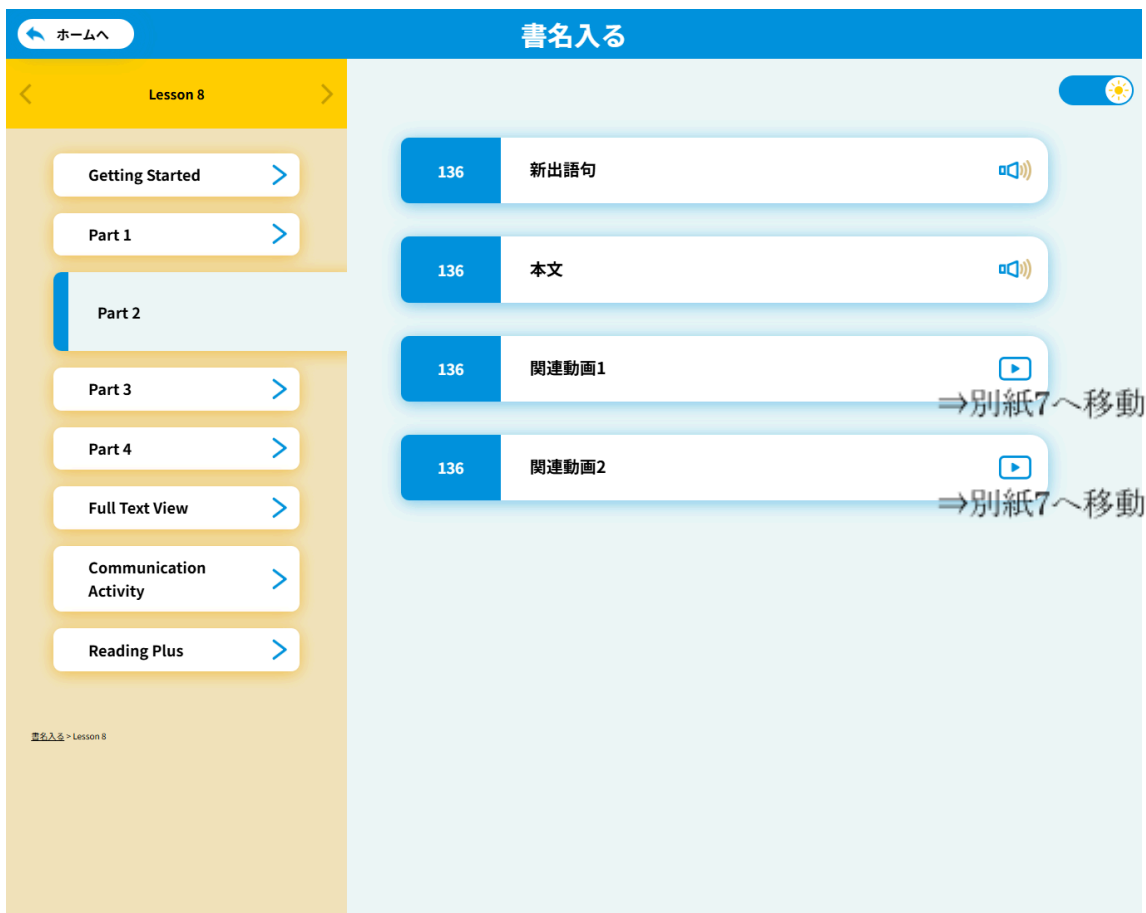 ホームへ
書名入る
Lesson 8
Getting Started
Part 1
Part 2
Part 3
Part 4
Full Text View
Communication
Activity
Reading Plus
書名入る > Lesson 8
136 新出語句
136 本文
136 関連動画1
⇒別紙7へ移動
136 関連動画2
⇒別紙7へ移動